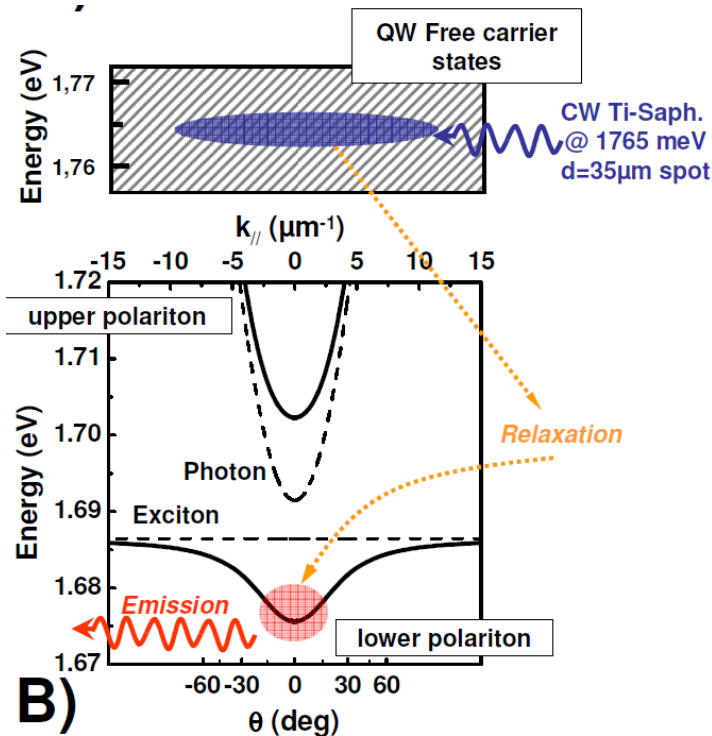 QW Free carrier
states
1,77
1,76
Energy (eV)
CW Ti-Saph.
@ 1765 meV
d=35μm spot
k// (μm-1)
-15 -10 -5 0 5 10 15
1.72
1.71
1.70
1.69
1.68
1.67
Energy (eV)
upper polariton
Photon
Exciton
Relaxation
Emission
lower polariton
-60 -30 0 30 60
θ (deg)
B)